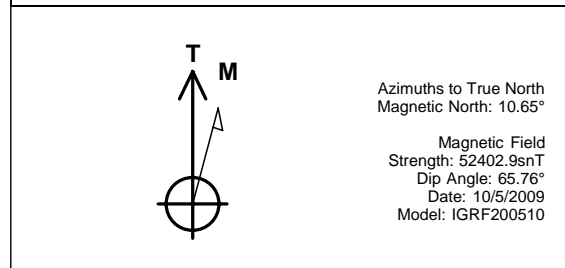 T
M
Azimuths to True North
Magnetic North: 10.65°
Magnetic Field
Strength: 52402.9snT
Dip Angle: 65.76°
Date: 10/5/2009
Model: IGRF200510